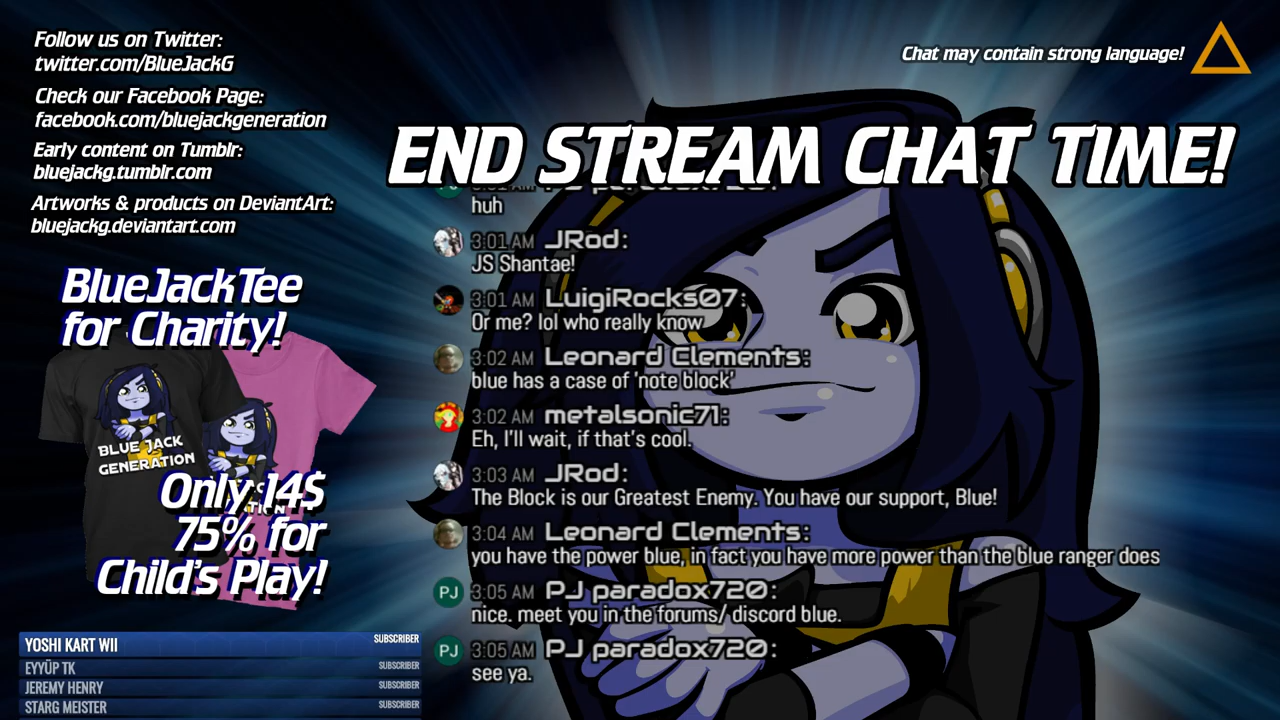 Follow us on Twitter:
twitter.com/BlueJackG
Check our Facebook Page:
facebook.com/bluejackgeneration
Early content on Tumblr:
bluejackg.tumblr.com
Artworks & products on DeviantArt:
bluejackg.deviantart.com
BlueJackTee
for Charity!
BLUE JACK
GENERATION
Only 14$
75% for
Child's Play!
YOSHI KART WII SUBSCRIBER
EYYÜP TK SUBSCRIBER
JEREMY HENRY SUBSCRIBER
STARG MEISTER SUBSCRIBER
Chat may contain strong language!
END STREAM CHAT TIME!
huh
3:01 AM JRod:
JS Shantae!
3:01 AM LuigiRocks07:
Or me? lol who really know
3:02 AM Leonard Clements:
blue has a case of 'note block'
3:02 AM metalsonic71:
Eh, I'll wait, if that's cool.
3:03 AM JRod:
The Block is our Greatest Enemy. You have our support, Blue!
3:04 AM Leonard Clements:
you have the power blue, in fact you have more power than the blue ranger does
PJ 3:05 AM PJ paradox720:
nice. meet you in the forums/ discord blue.
PJ 3:05 AM PJ paradox720:
see ya.